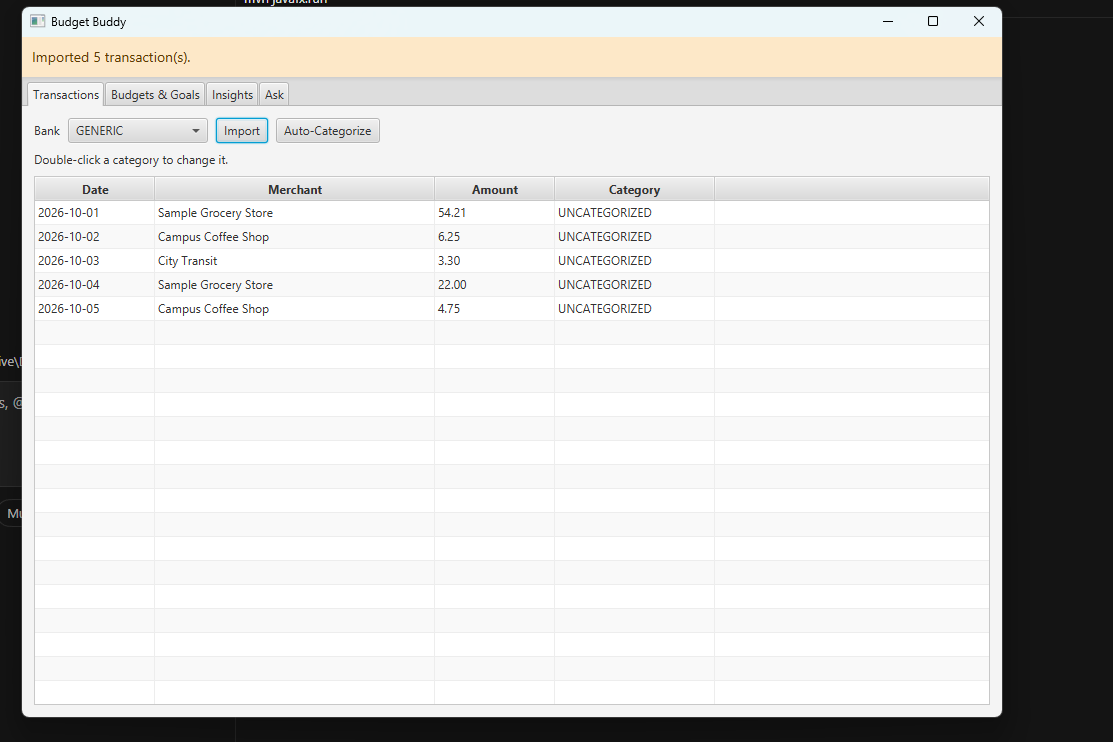 mvn javafx:run
Budget Buddy
Imported 5 transaction(s).
Transactions Budgets & Goals Insights Ask
Bank GENERIC Import Auto-Categorize
Double-click a category to change it.
Date Merchant Amount Category
2026-10-01 Sample Grocery Store 54.21 UNCATEGORIZED
2026-10-02 Campus Coffee Shop 6.25 UNCATEGORIZED
2026-10-03 City Transit 3.30 UNCATEGORIZED
2026-10-04 Sample Grocery Store 22.00 UNCATEGORIZED
2026-10-05 Campus Coffee Shop 4.75 UNCATEGORIZED